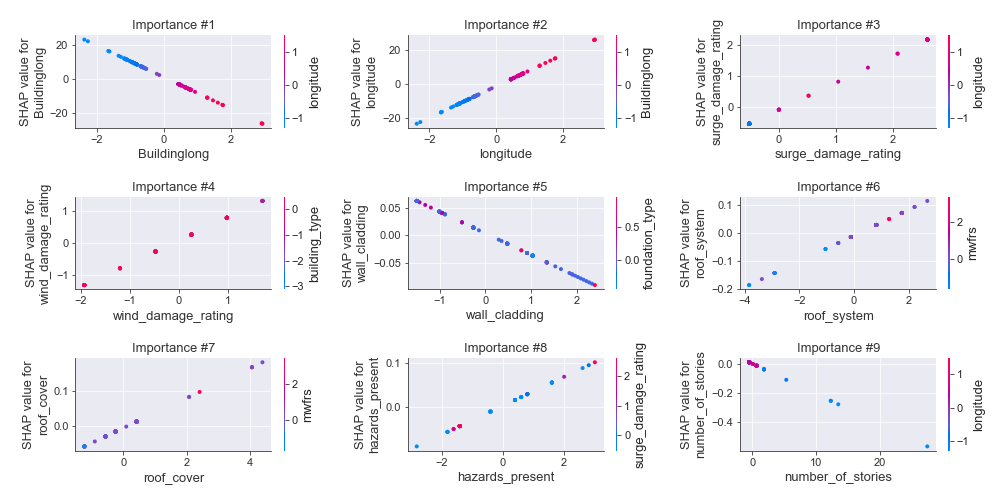 Importance #1
SHAP value for
Buildinglong
20
0
−20
−2
0
2
Buildinglong
1
0
−1
longitude
Importance #2
SHAP value for
longitude
20
0
−20
−2
0
2
longitude
1
0
−1
Buildinglong
Importance #3
SHAP value for
surge_damage_rating
2
1
0
0
1
2
surge_damage_rating
1
0
−1
longitude
Importance #4
SHAP value for
wind_damage_rating
1
0
−1
−2
−1
0
1
wind_damage_rating
0
−1
−2
−3
building_type
Importance #5
SHAP value for
wall_cladding
0.05
0.00
−0.05
−1
0
1
2
wall_cladding
0.5
0.0
foundation_type
Importance #6
SHAP value for
roof_system
0.1
0.0
−0.1
−0.2
−4
−2
0
2
roof_system
2
0
mwfrs
Importance #7
SHAP value for
roof_cover
0.1
0.0
0
2
4
roof_cover
2
0
mwfrs
Importance #8
SHAP value for
hazards_present
0.1
0.0
−2
0
2
hazards_present
2
1
0
surge_damage_rating
Importance #9
SHAP value for
number_of_stories
0.0
−0.2
−0.4
0
10
20
number_of_stories
1
0
−1
longitude